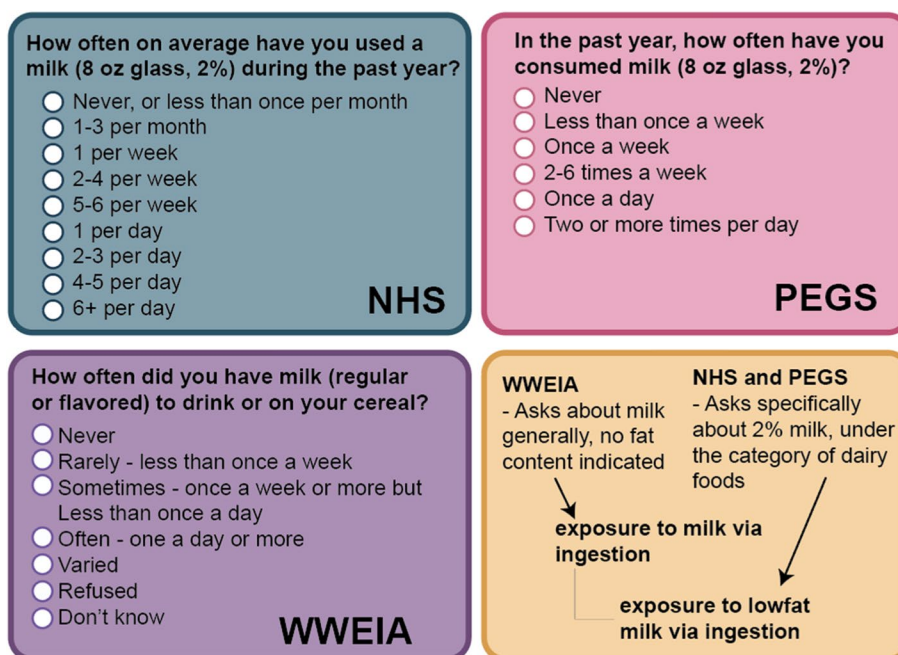 How often on average have you used a
milk (8 oz glass, 2%) during the past year?
Never, or less than once per month
1-3 per month
1 per week
2-4 per week
5-6 per week
1 per day
2-3 per day
4-5 per day
6+ per day
NHS
In the past year, how often have you
consumed milk (8 oz glass, 2%)?
Never
Less than once a week
Once a week
2-6 times a week
Once a day
Two or more times per day
PEGS
How often did you have milk (regular
or flavored) to drink or on your cereal?
Never
Rarely - less than once a week
Sometimes - once a week or more but
Less than once a day
Often - one a day or more
Varied
Refused
Don't know
WWEIA
WWEIA
- Asks about milk
generally, no fat
content indicated
NHS and PEGS
- Asks specifically
about 2% milk, under
the category of dairy
foods
exposure to milk via
ingestion
exposure to lowfat
milk via ingestion